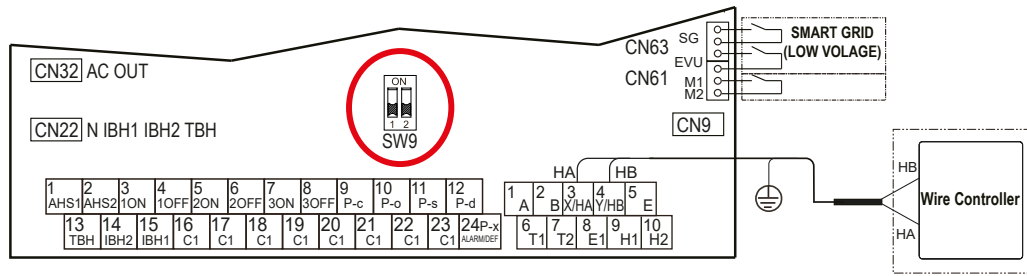 CN32 AC OUT
CN22 N IBH1 IBH2 TBH
ON
1 2
SW9
CN63 SG
EVU
CN61 M1
M2
SMART GRID
(LOW VOLAGE)
CN9
HA HB
HB
Wire Controller
HA
1 2 3 4 5 6 7 8 9 10 11 12
AHS1 AHS2 1ON 1OFF 2ON 2OFF 3ON 3OFF P-c P-o P-s P-d
13 14 15 16 17 18 19 20 21 22 23 24 P-x
TBH IBH2 IBH1 C1 C1 C1 C1 C1 C1 C1 C1 ALARM/DEF
1 2 3 4 5
A B X/HA Y/HB E
6 7 8 9 10
T1 T2 E1 H1 H2